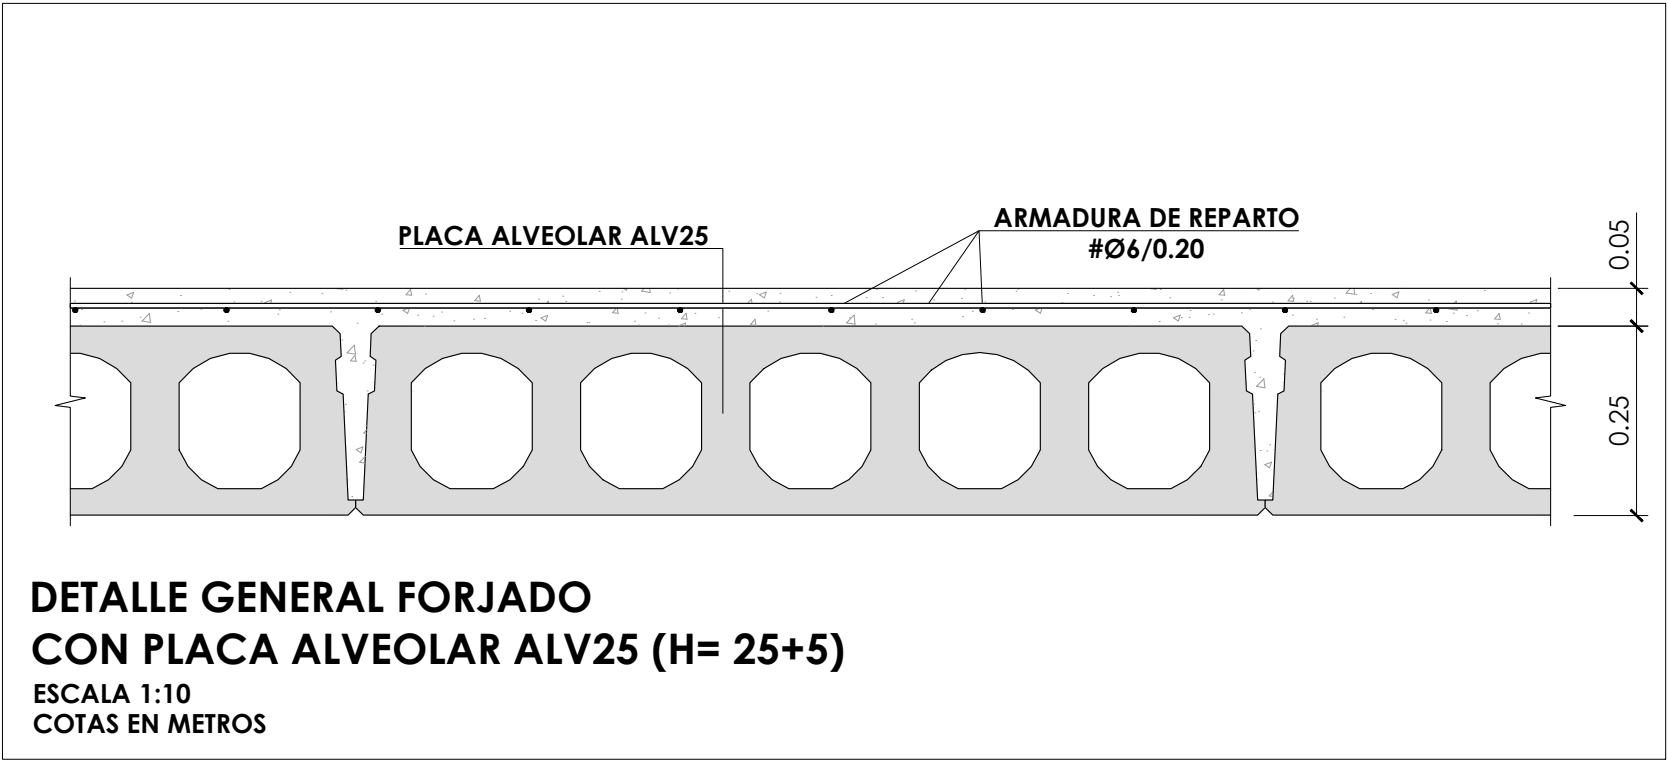 PLACA ALVEOLAR ALV25
ARMADURA DE REPARTO
#Ø6/0.20
0.05
0.25
DETALLE GENERAL FORJADO
CON PLACA ALVEOLAR ALV25 (H= 25+5)
ESCALA 1:10
COTAS EN METROS